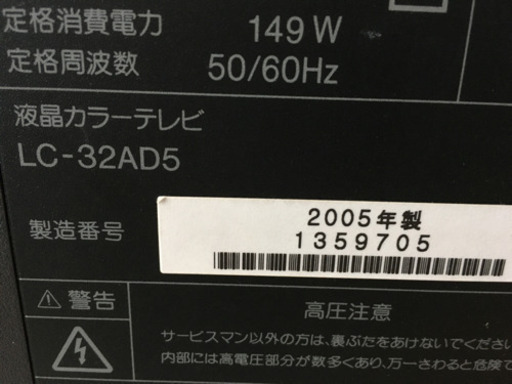 定格消費電力 149W
定格周波数 50/60Hz
液晶カラーテレビ
LC-32AD5
製造番号
2005年製
1359705
警告
高圧注意
サービスマン以外の方は、裏ぶたをあけないでくださ
内部には高電圧部分が数多くあり、万一さわると危険で